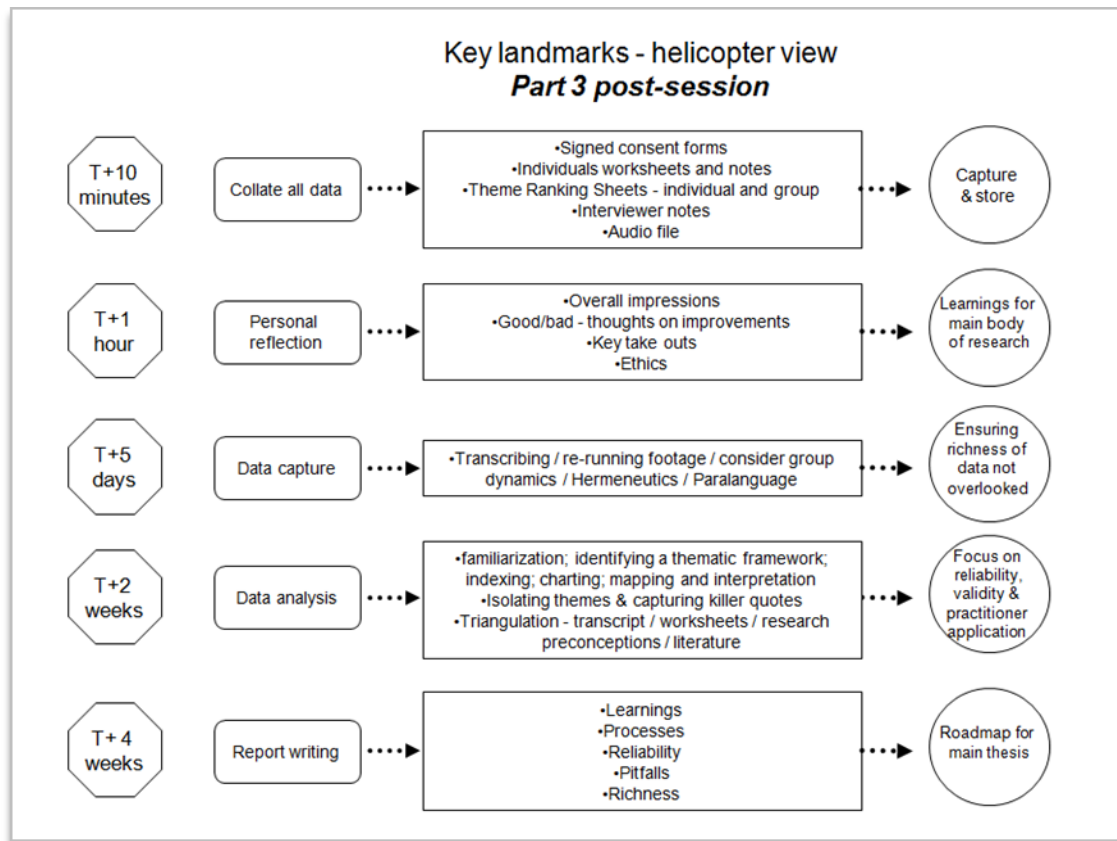 Key landmarks - helicopter view
Part 3 post-session
T+10
minutes
Collate all data
•Signed consent forms
•Individuals worksheets and notes
•Theme Ranking Sheets - individual and group
•Interviewer notes
•Audio file
Capture
& store
T+1
hour
Personal
reflection
•Overall impressions
•Good/bad - thoughts on improvements
•Key take outs
•Ethics
Learnings for
main body
of research
T+5
days
Data capture
•Transcribing / re-running footage / consider group
dynamics / Hermeneutics / Paralanguage
Ensuring
richness of
data not
overlooked
T+2
weeks
Data analysis
•familiarization; identifying a thematic framework;
indexing; charting; mapping and interpretation
•Isolating themes & capturing killer quotes
•Triangulation - transcript / worksheets / research
preconceptions / literature
Focus on
reliability,
validity &
practitioner
application
T+ 4
weeks
Report writing
•Learnings
•Processes
•Reliability
•Pitfalls
•Richness
Roadmap for
main thesis